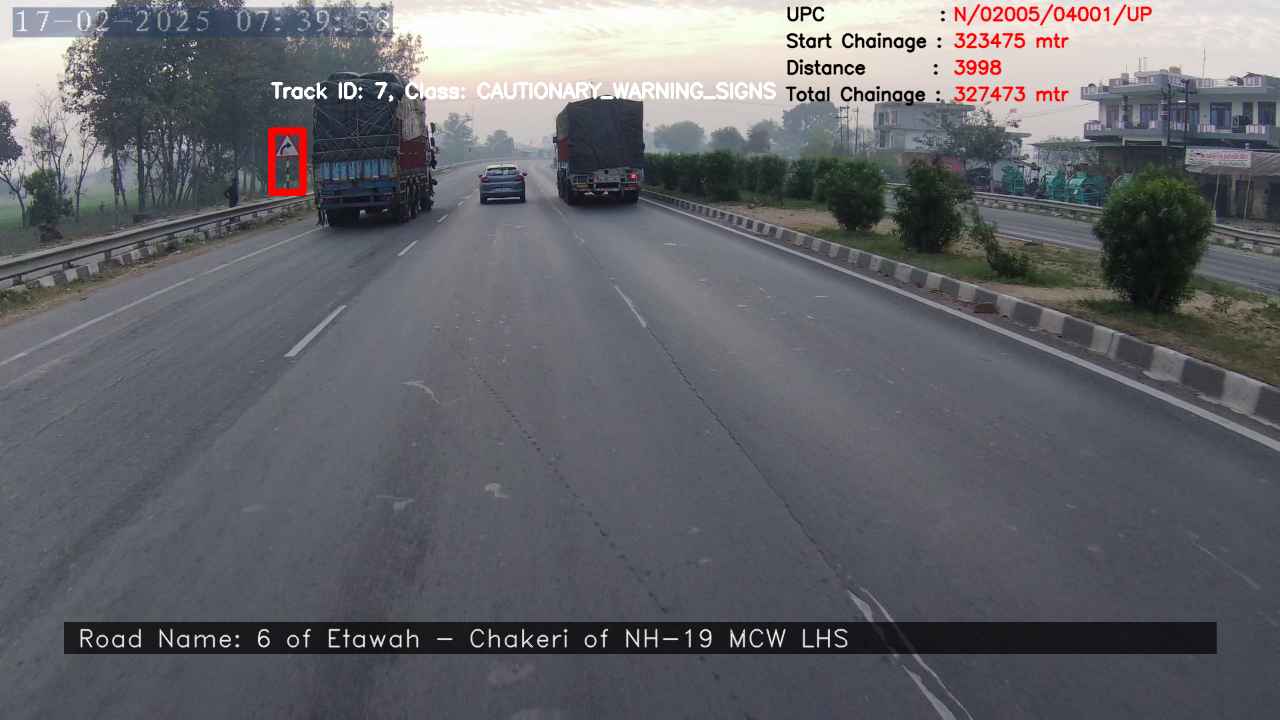 17-02-2025 07:39:58
UPC : N/02005/04001/UP
Start Chainage : 323475 mtr
Distance : 3998
Total Chainage : 327473 mtr
Track ID: 7, Class: CAUTIONARY_WARNING_SIGNS
Road Name: 6 of Etawah - Chakeri of NH-19 MCW LHS